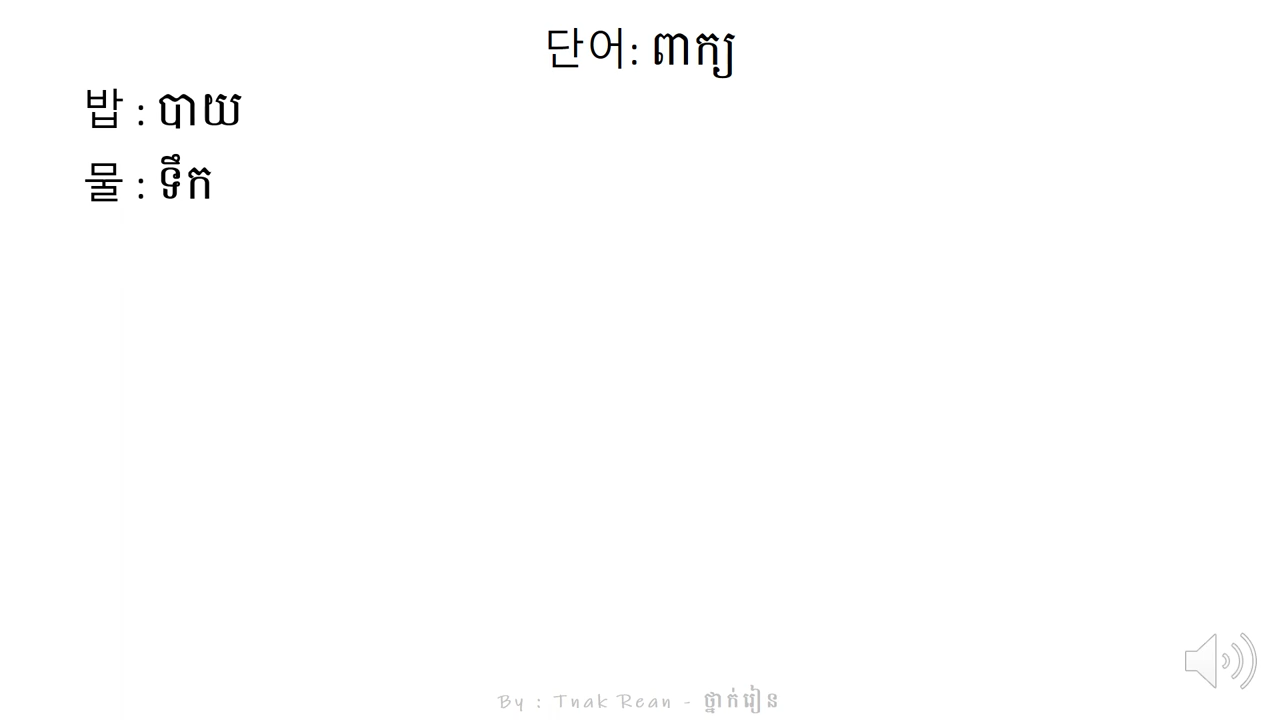 단어: ពាក្យ
밥 : បាយ
물 : ទឹក
By : Tnak Rean - ថ្នាក់រៀន